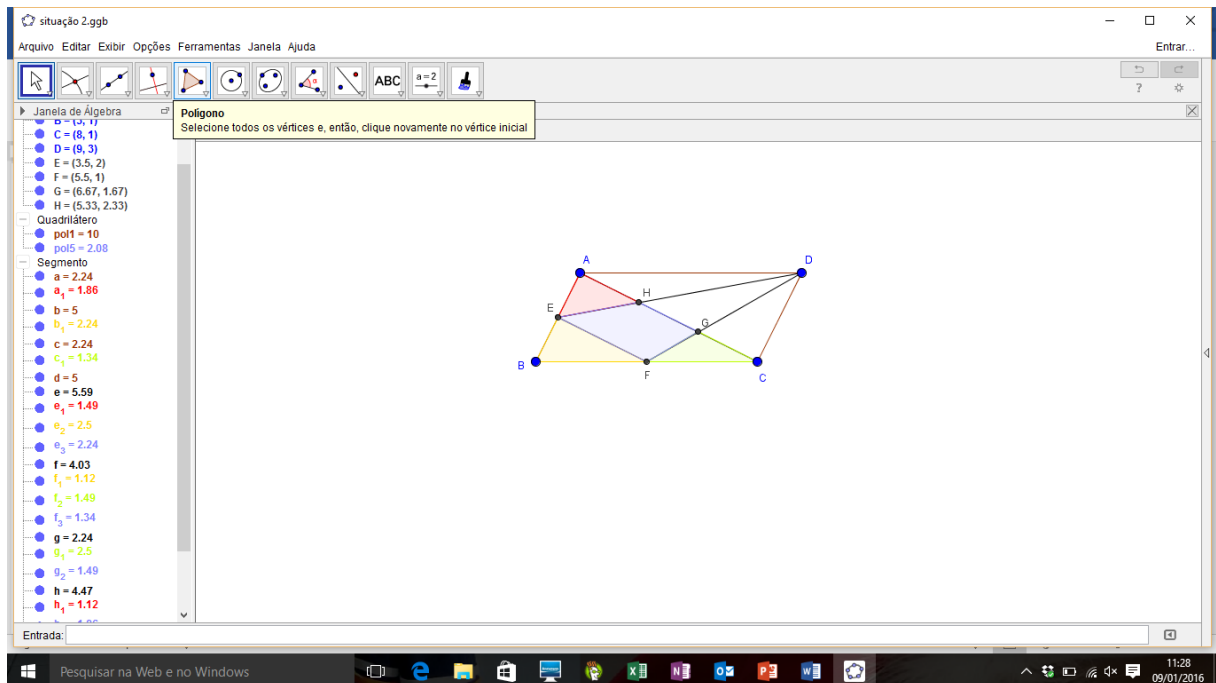 situação 2.ggb
Arquivo Editar Exibir Opções Ferramentas Janela Ajuda
Entrar...
ABC
a = 2
?
Janela de Álgebra
Polígono
Selecione todos os vértices e, então, clique novamente no vértice inicial
B = (3, 1)
C = (8, 1)
D = (9, 3)
E = (3.5, 2)
F = (5.5, 1)
G = (6.67, 1.67)
H = (5.33, 2.33)
Quadrilátero
pol1 = 10
pol5 = 2.08
Segmento
a = 2.24
a₁ = 1.86
b = 5
b₁ = 2.24
c = 2.24
c₁ = 1.34
d = 5
e = 5.59
e₁ = 1.49
e₂ = 2.5
e₃ = 2.24
f = 4.03
f₁ = 1.12
f₂ = 1.49
f₃ = 1.34
g = 2.24
g₁ = 2.5
g₂ = 1.49
h = 4.47
h₁ = 1.12
A
D
H
E
G
B
F
C
Entrada:
Pesquisar na Web e no Windows
11:28
09/01/2016